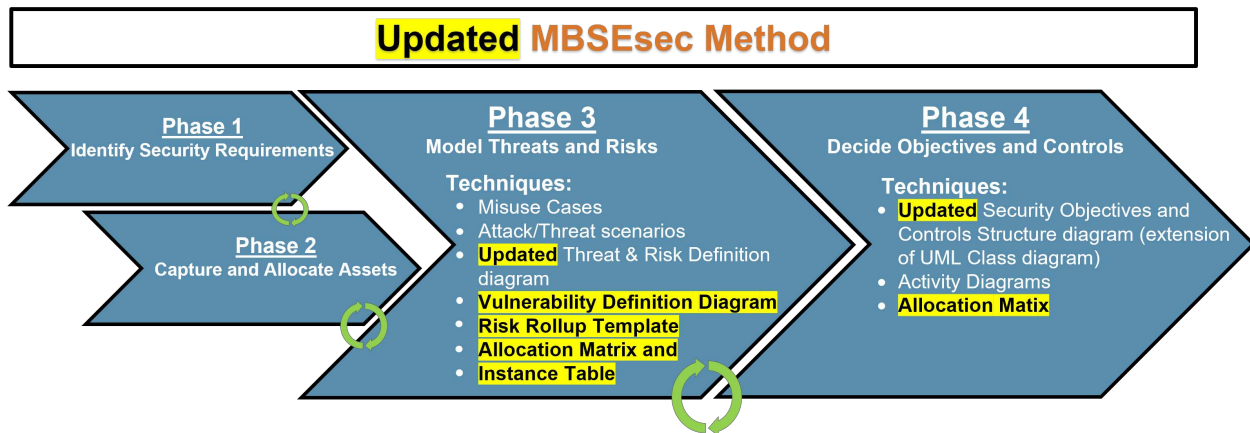 Updated MBSEsec Method
Phase 1
Identify Security Requirements
Phase 2
Capture and Allocate Assets
Phase 3
Model Threats and Risks
Techniques:
• Misuse Cases
• Attack/Threat scenarios
• Updated Threat & Risk Definition
diagram
• Vulnerability Definition Diagram
• Risk Rollup Template
• Allocation Matrix and
• Instance Table
Phase 4
Decide Objectives and Controls
Techniques:
• Updated Security Objectives and
Controls Structure diagram (extension
of UML Class diagram)
• Activity Diagrams
• Allocation Matix